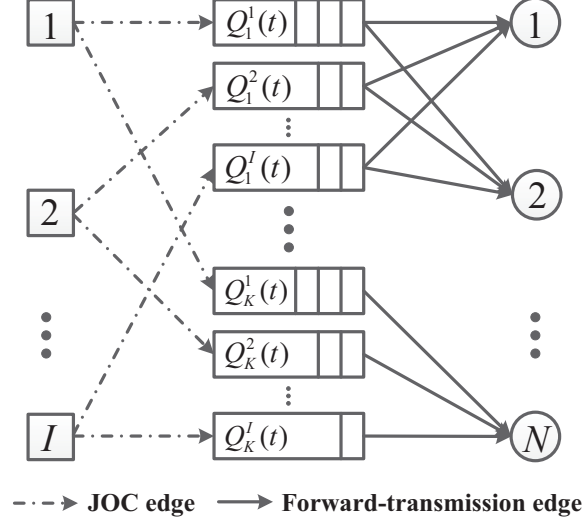 1 Q_1^1(t) 1
Q_1^2(t)
Q_1^I(t)
2 2
Q_K^1(t)
Q_K^2(t)
I Q_K^I(t) N
JOC edge Forward-transmission edge